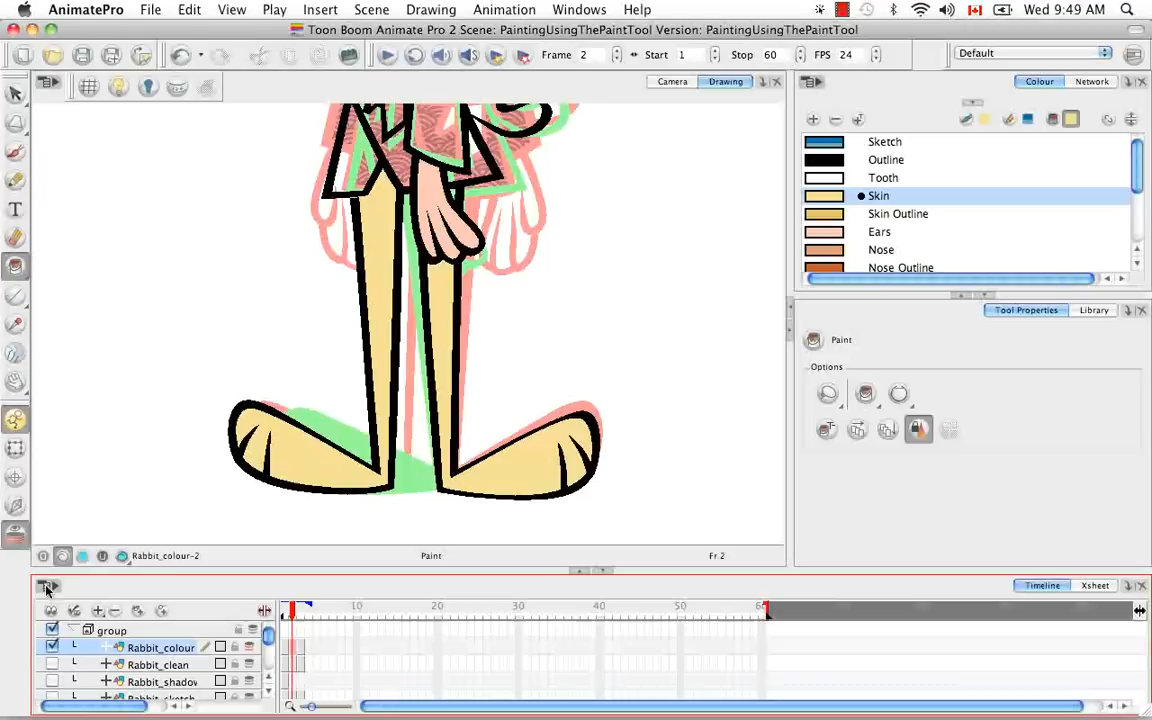 AnimatePro File Edit View Play Insert Scene Drawing Animation Windows Help Wed 9:49 AM
Toon Boom Animate Pro 2 Scene: PaintingUsingThePaintTool Version: PaintingUsingThePaintTool
Frame 2 Start 1 Stop 60 FPS 24 Default
Camera Drawing Colour Network
Sketch
Outline
Tooth
Skin
Skin Outline
Ears
Nose
Nose Outline
Tool Properties Library
Paint
Options
Rabbit_colour-2 Paint Fr 2
Timeline Xsheet
10 20 30 40 50 60
group
Rabbit_colour
Rabbit_clean
Rabbit_shadow
Rabbit_sketch